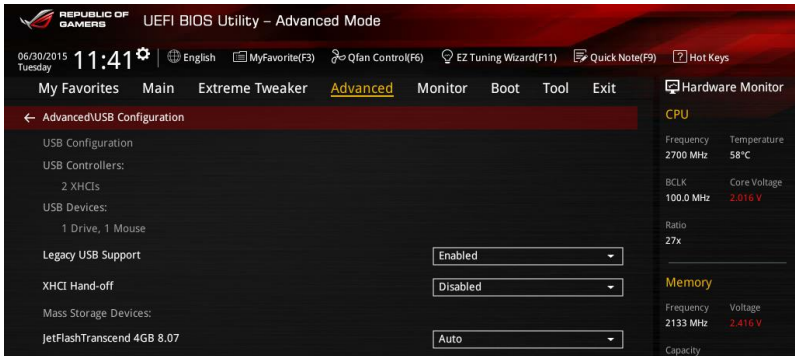 REPUBLIC OF
GAMERS
UEFI BIOS Utility – Advanced Mode
06/30/2015
Tuesday
11:41
English
MyFavorite(F3)
Qfan Control(F6)
EZ Tuning Wizard(F11)
Quick Note(F9)
? Hot Keys
My Favorites Main Extreme Tweaker Advanced Monitor Boot Tool Exit
← Advanced\USB Configuration
USB Configuration
USB Controllers:
2 XHCIs
USB Devices:
1 Drive, 1 Mouse
Legacy USB Support Enabled
XHCI Hand-off Disabled
Mass Storage Devices:
JetFlashTranscend 4GB 8.07 Auto
Hardware Monitor
CPU
Frequency Temperature
2700 MHz 58°C
BCLK Core Voltage
100.0 MHz 2.016 V
Ratio
27x
Memory
Frequency Voltage
2133 MHz 2.416 V
Capacity